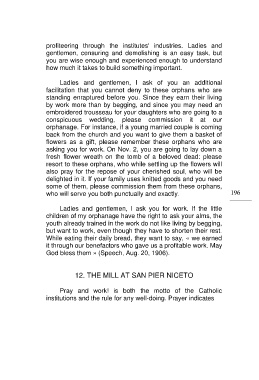 profiteering through the institutes' industries. Ladies and
gentlemen, censuring and demolishing is an easy task, but
you are wise enough and experienced enough to understand
how much it takes to build something important.
Ladies and gentlemen, I ask of you an additional
facilitation that you cannot deny to these orphans who are
standing enraptured before you. Since they earn their living
by work more than by begging, and since you may need an
embroidered trousseau for your daughters who are going to a
conspicuous wedding, please commission it at our
orphanage. For instance, if a young married couple is coming
back from the church and you want to give them a basket of
flowers as a gift, please remember these orphans who are
asking you for work. On Nov. 2, you are going to lay down a
fresh flower wreath on the tomb of a beloved dead: please
resort to these orphans, who while setting up the flowers will
also pray for the repose of your cherished soul, who will be
delighted in it. If your family uses knitted goods and you need
some of them, please commission them from these orphans,
who will serve you both punctually and exactly.
196
Ladies and gentlemen, I ask you for work. If the little
children of my orphanage have the right to ask your alms, the
youth already trained in the work do not like living by begging,
but want to work, even though they have to shorten their rest.
While eating their daily bread, they want to say, « we earned
it through our benefactors who gave us a profitable work. May
God bless them » (Speech, Aug. 20, 1906).
12. THE MILL AT SAN PIER NICETO
Pray and work! is both the motto of the Catholic
institutions and the rule for any well-doing. Prayer indicates